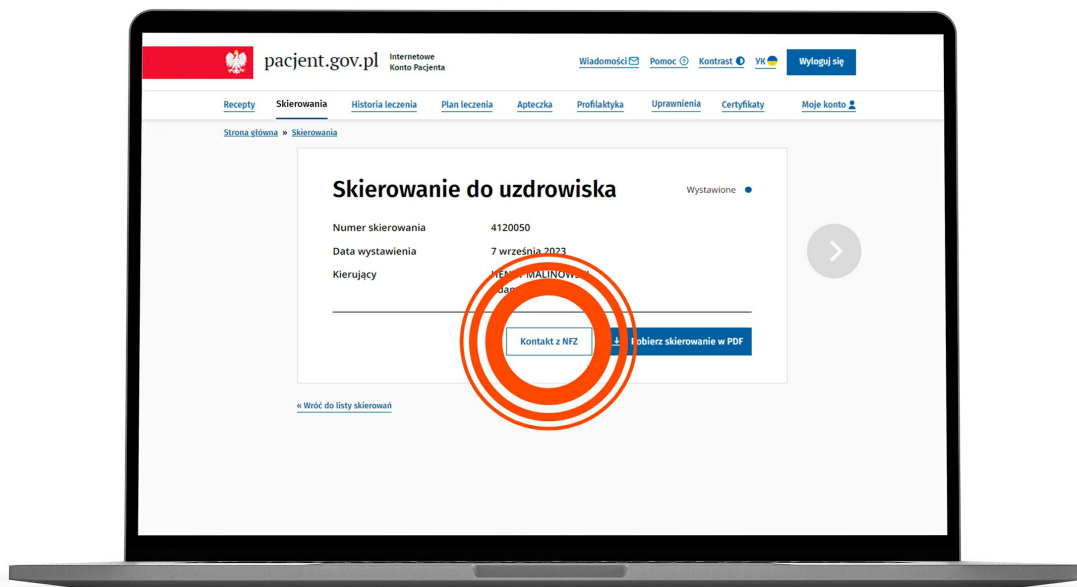 pacjent.gov.pl
Internetowe
Konto Pacjenta
Wiadomości
Pomoc
Kontrast
УК
Wyloguj się
Recepty
Skierowania
Historia leczenia
Plan leczenia
Apteczka
Profilaktyka
Uprawnienia
Certyfikaty
Moje konto
Strona główna » Skierowania
Skierowanie do uzdrowiska
Wystawione
Numer skierowania 4120050
Data wystawienia 7 września 2023
Kierujący
Kontakt z NFZ
Pobierz skierowanie w PDF
« Wróć do listy skierowań